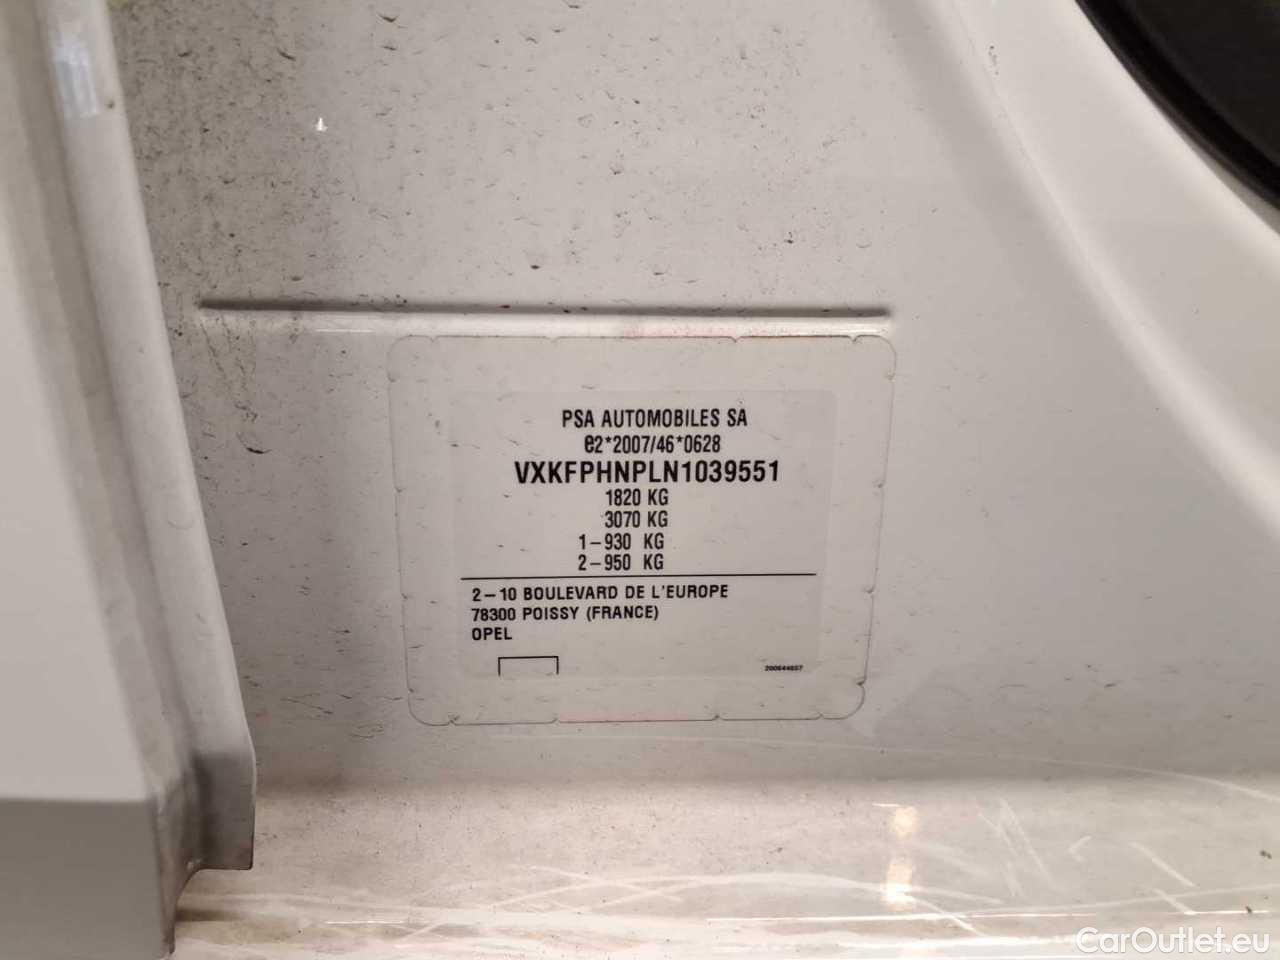 PSA AUTOMOBILES SA
e2*2007/46*0628
VXKFPHNPLN1039551
1820 KG
3070 KG
1-930 KG
2-950 KG
2-10 BOULEVARD DE L'EUROPE
78300 POISSY (FRANCE)
OPEL
CarOutlet.eu